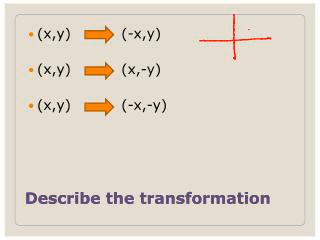 • (x,y) (-x,y)
• (x,y) (x,-y)
• (x,y) (-x,-y)
Describe the transformation